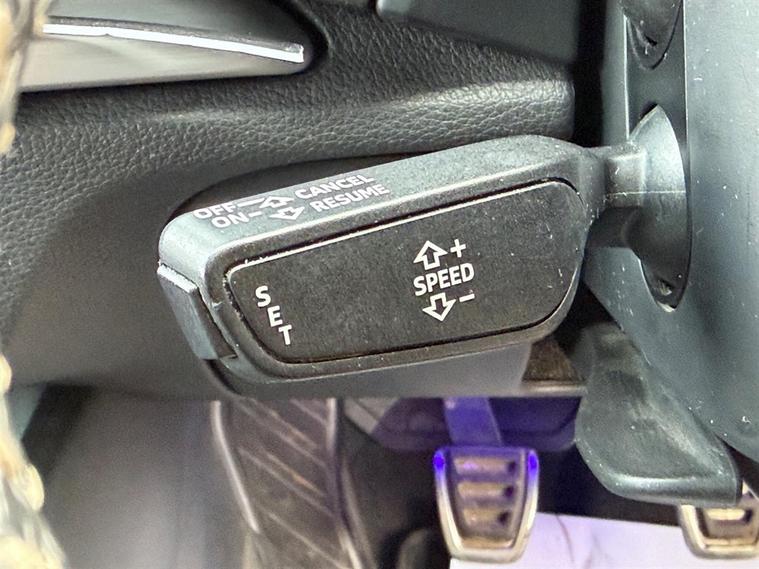 OFF CANCEL
ON RESUME
+
SPEED
-
SET